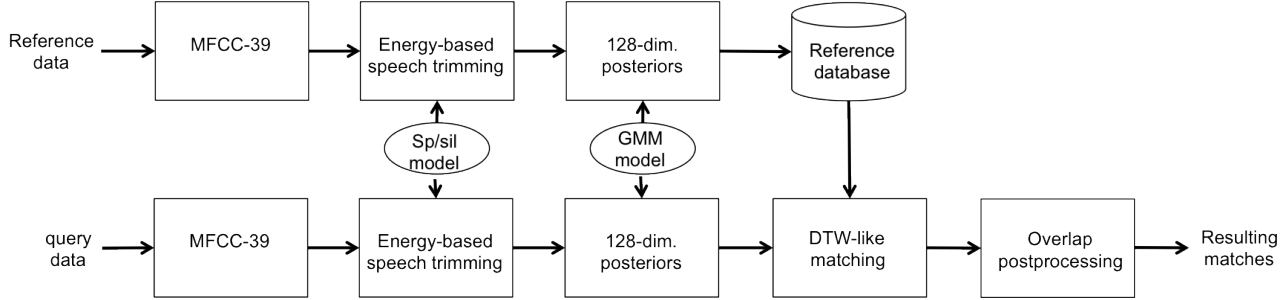 Reference
data
MFCC-39
Energy-based
speech trimming
128-dim.
posteriors
Reference
database
Sp/sil
model
GMM
model
query
data
MFCC-39
Energy-based
speech trimming
128-dim.
posteriors
DTW-like
matching
Overlap
postprocessing
Resulting
matches